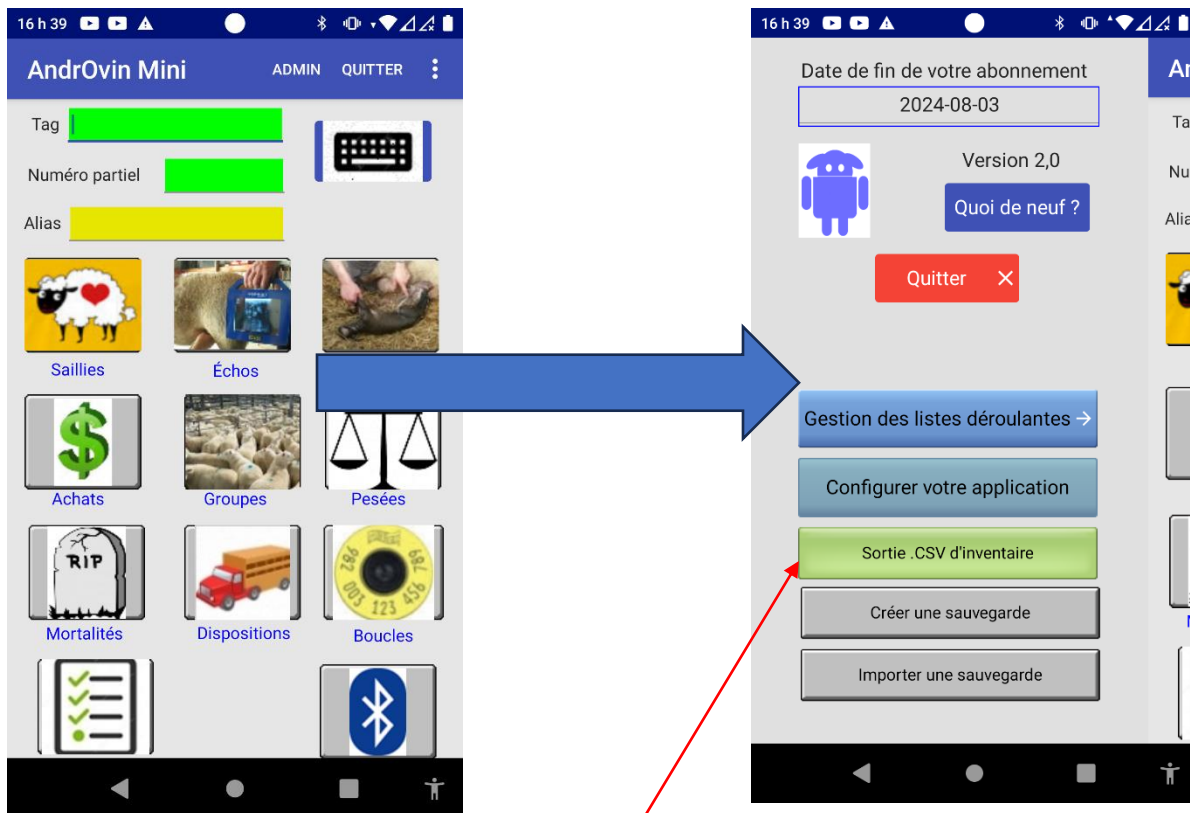 16 h 39
AndrOvin Mini
ADMIN
QUITTER
Tag
Numéro partiel
Alias
Saillies
Échos
Achats
Groupes
Pesées
RIP
982
003 123 456 789
Mortalités
Dispositions
Boucles
16 h 39
Date de fin de votre abonnement
2024-08-03
Version 2,0
Quoi de neuf ?
Quitter
Gestion des listes déroulantes
Configurer votre application
Sortie .CSV d'inventaire
Créer une sauvegarde
Importer une sauvegarde